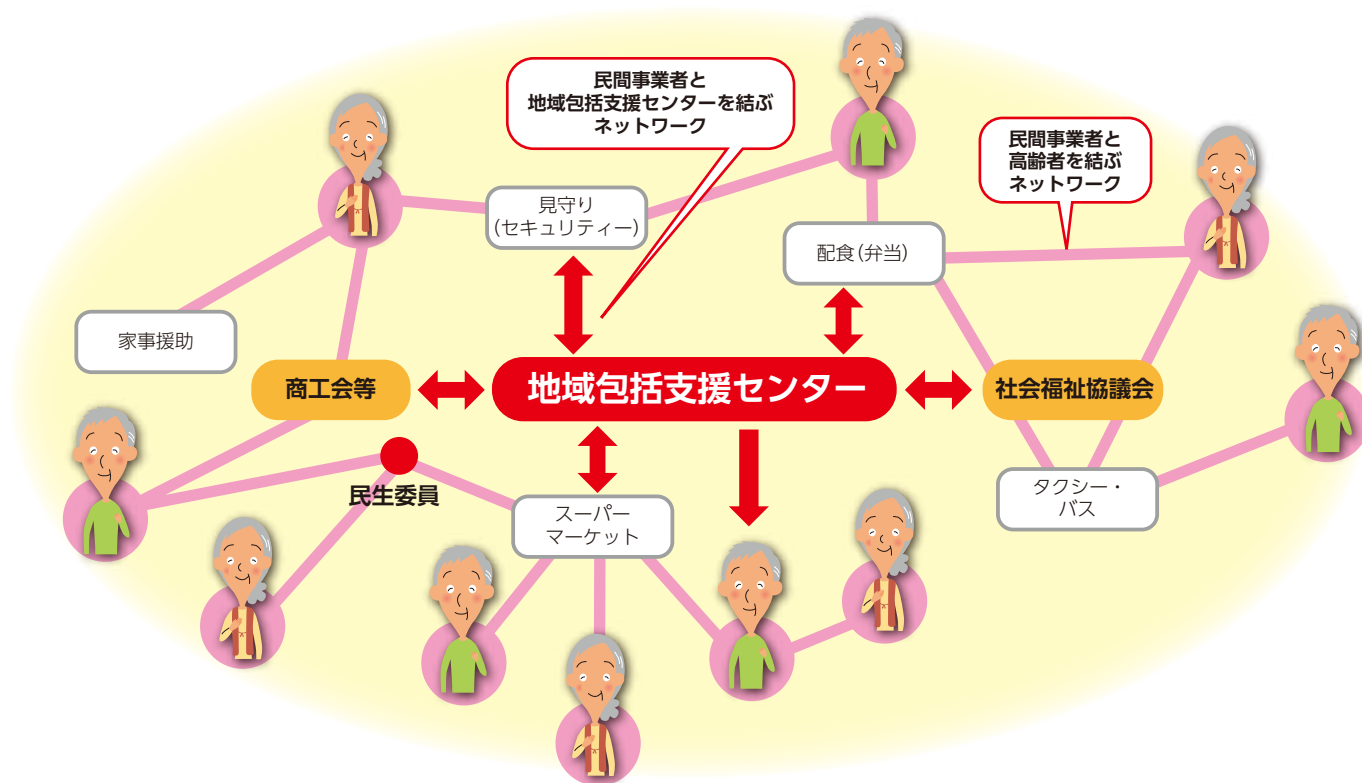 民間事業者と
地域包括支援センターを結ぶ
ネットワーク
民間事業者と
高齢者を結ぶ
ネットワーク
見守り
(セキュリティー)
配食(弁当)
家事援助
商工会等
地域包括支援センター
社会福祉協議会
民生委員
スーパー
マーケット
タクシー・
バス